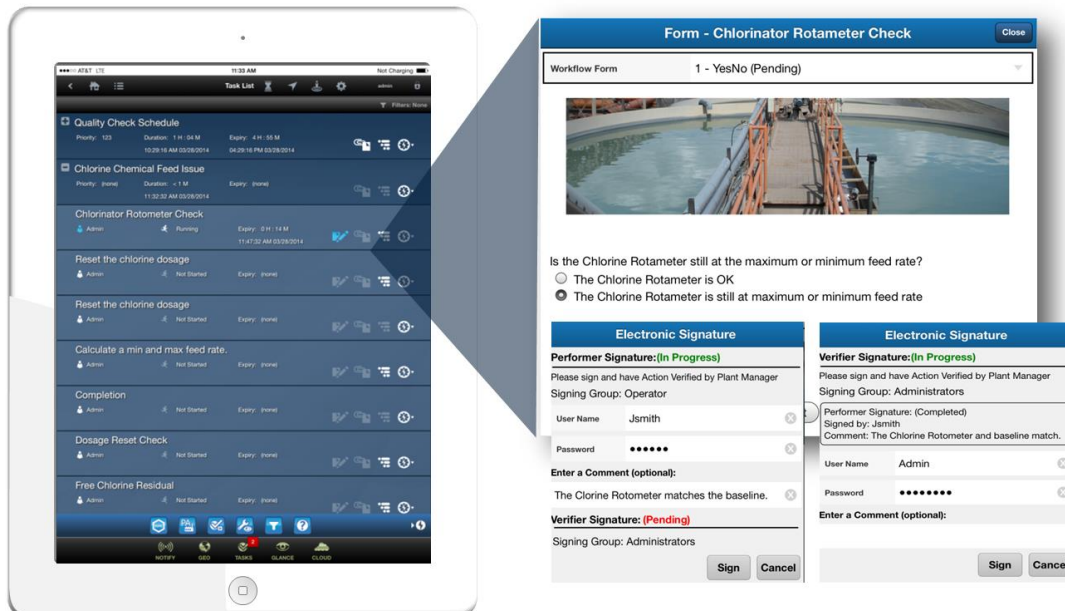 AT&T LTE 11:33 AM Not Charging
Task List admin
Filters: None
Quality Check Schedule
Priority: 123 Duration: 1 H : 04 M Expiry: 4 H : 55 M
10:29:16 AM 03/28/2014 04:29:16 PM 03/28/2014
Chlorine Chemical Feed Issue
Priority: (none) Duration: < 1 M Expiry: (none)
11:32:32 AM 03/28/2014
Chlorinator Rotometer Check
Admin Running Expiry: 0 H : 14 M
11:47:32 AM 03/28/2014
Reset the chlorine dosage
Admin Not Started Expiry: (none)
Reset the chlorine dosage
Admin Not Started Expiry: (none)
Calculate a min and max feed rate.
Admin Not Started Expiry: (none)
Completion
Admin Not Started Expiry: (none)
Dosage Reset Check
Admin Not Started Expiry: (none)
Free Chlorine Residual
Admin Not Started Expiry: (none)
2
NOTIFY GEO TASKS GLANCE CLOUD
Form - Chlorinator Rotameter Check Close
Workflow Form 1 - YesNo (Pending)
Is the Chlorine Rotameter still at the maximum or minimum feed rate?
The Chlorine Rotameter is OK
The Chlorine Rotameter is still at maximum or minimum feed rate
Electronic Signature
Performer Signature:(In Progress)
Please sign and have Action Verified by Plant Manager
Signing Group: Operator
User Name Jsmith
Password ••••••
Enter a Comment (optional):
The Clorine Rotometer matches the baseline.
Verifier Signature: (Pending)
Signing Group: Administrators
Sign Cancel
Electronic Signature
Verifier Signature:(In Progress)
Please sign and have Action Verified by Plant Manager
Signing Group: Administrators
Performer Signature: (Completed)
Signed by: Jsmith
Comment: The Chlorine Rotometer and baseline match.
User Name Admin
Password ••••••••
Enter a Comment (optional):
Sign Cance